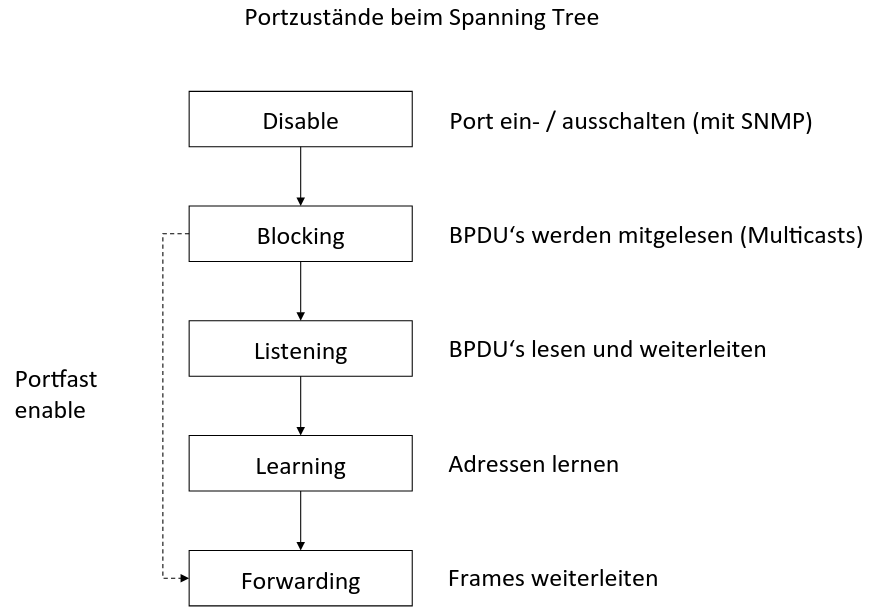 Portzustände beim Spanning Tree
Disable
Port ein- / ausschalten (mit SNMP)
Blocking
BPDU‘s werden mitgelesen (Multicasts)
Listening
BPDU‘s lesen und weiterleiten
Portfast
enable
Learning
Adressen lernen
Forwarding
Frames weiterleiten